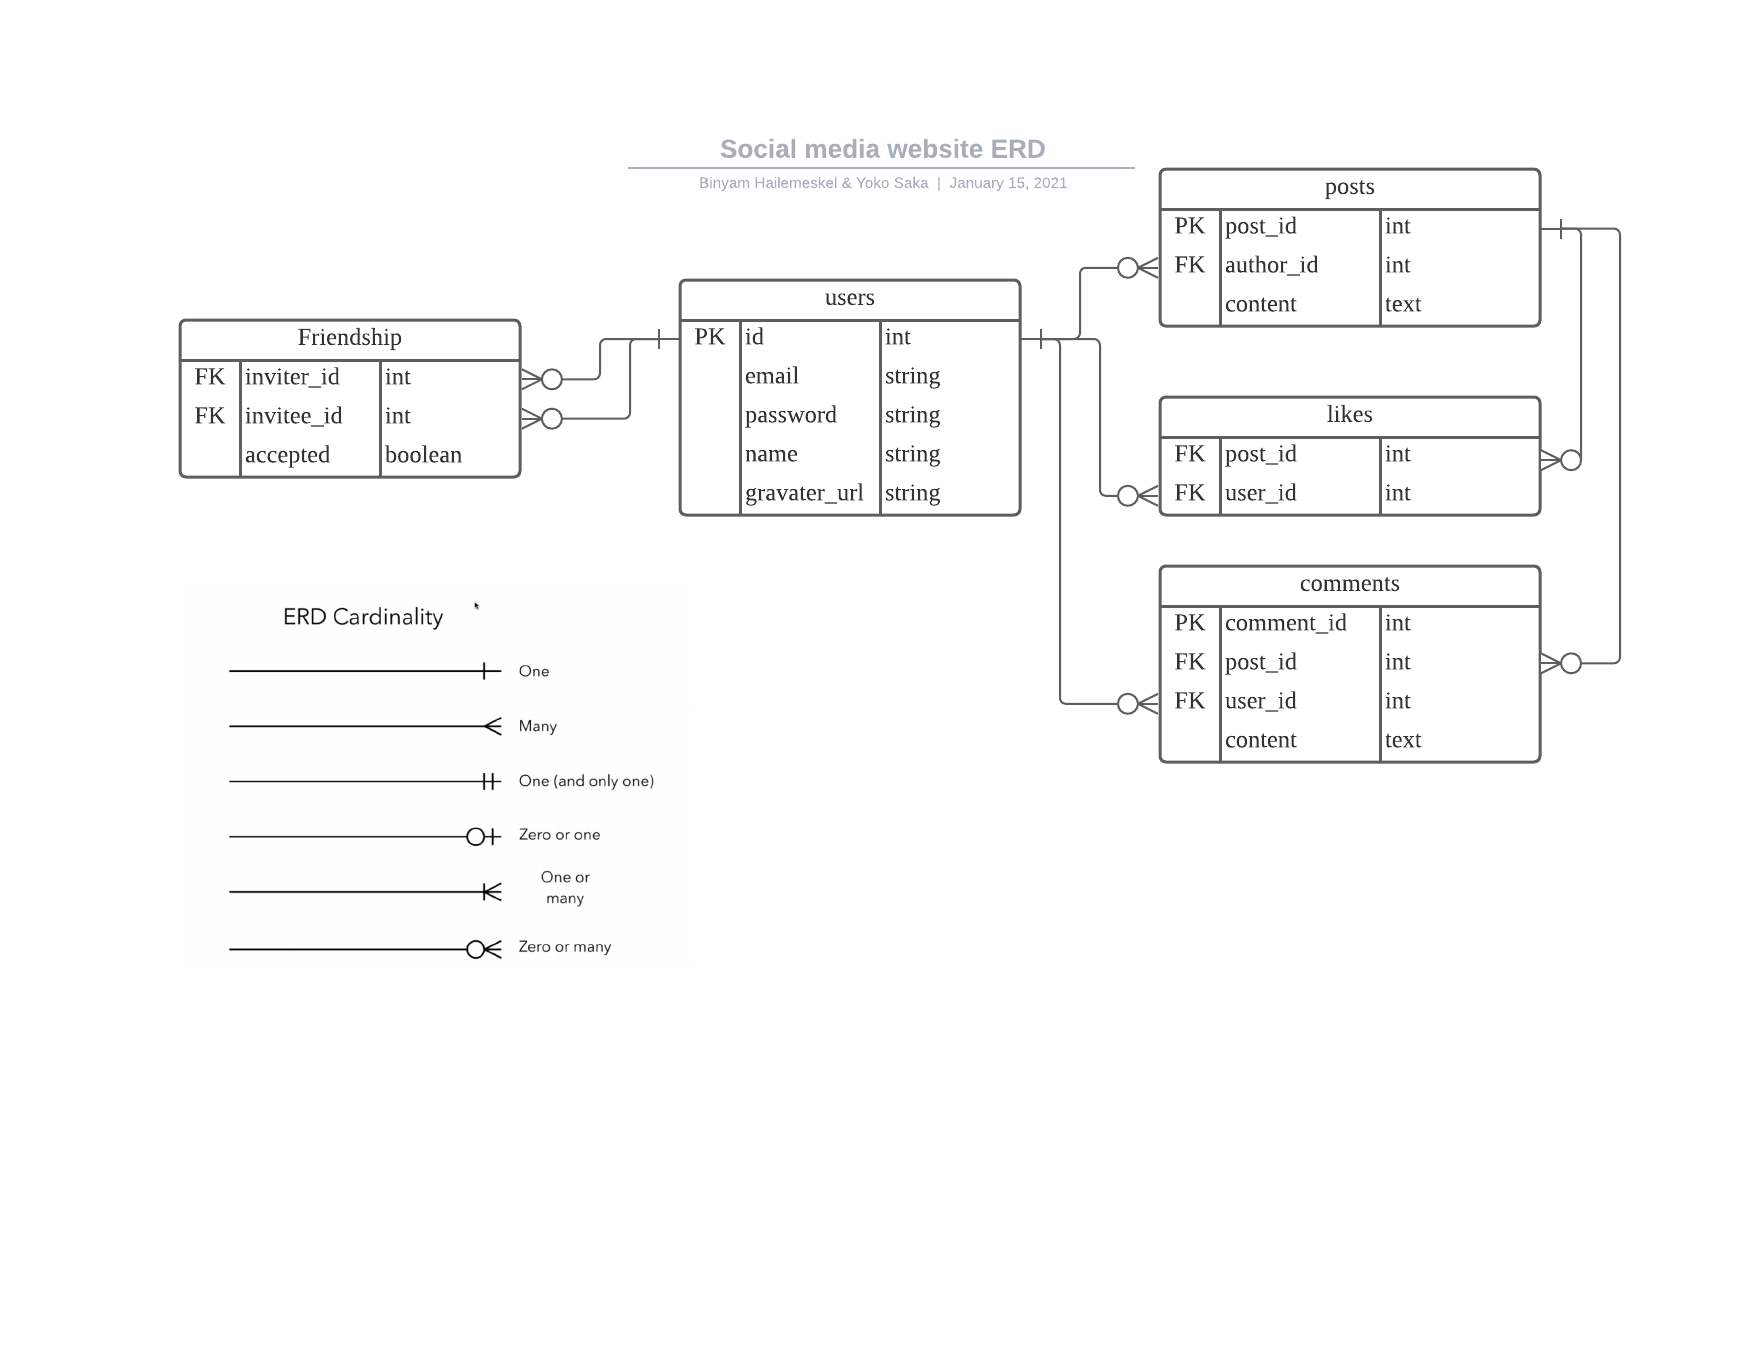 Social media website ERD
Binyam Hailemeskel & Yoko Saka | January 15, 2021
Friendship
FK inviter_id int
FK invitee_id int
accepted boolean
users
PK id int
email string
password string
name string
gravater_url string
posts
PK post_id int
FK author_id int
content text
likes
FK post_id int
FK user_id int
comments
PK comment_id int
FK post_id int
FK user_id int
content text
ERD Cardinality
One
Many
One (and only one)
Zero or one
One or
many
Zero or many